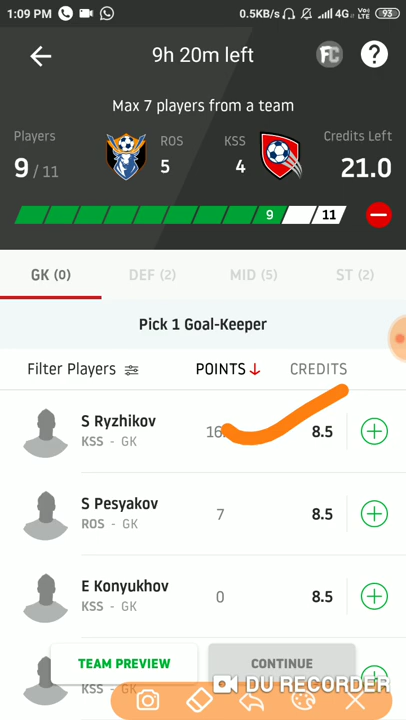 1:09 PM 0.5KB/s 4G VoLTE 93
9h 20m left FC ?
Max 7 players from a team
Players ROS KSS Credits Left
9 / 11 5 4 21.0
9 11
GK (0) DEF (2) MID (5) ST (2)
Pick 1 Goal-Keeper
Filter Players POINTS CREDITS
S Ryzhikov
KSS - GK 16 8.5
S Pesyakov
ROS - GK 7 8.5
E Konyukhov
KSS - GK 0 8.5
TEAM PREVIEW CONTINUE
DU RECORDER
KSS - GK